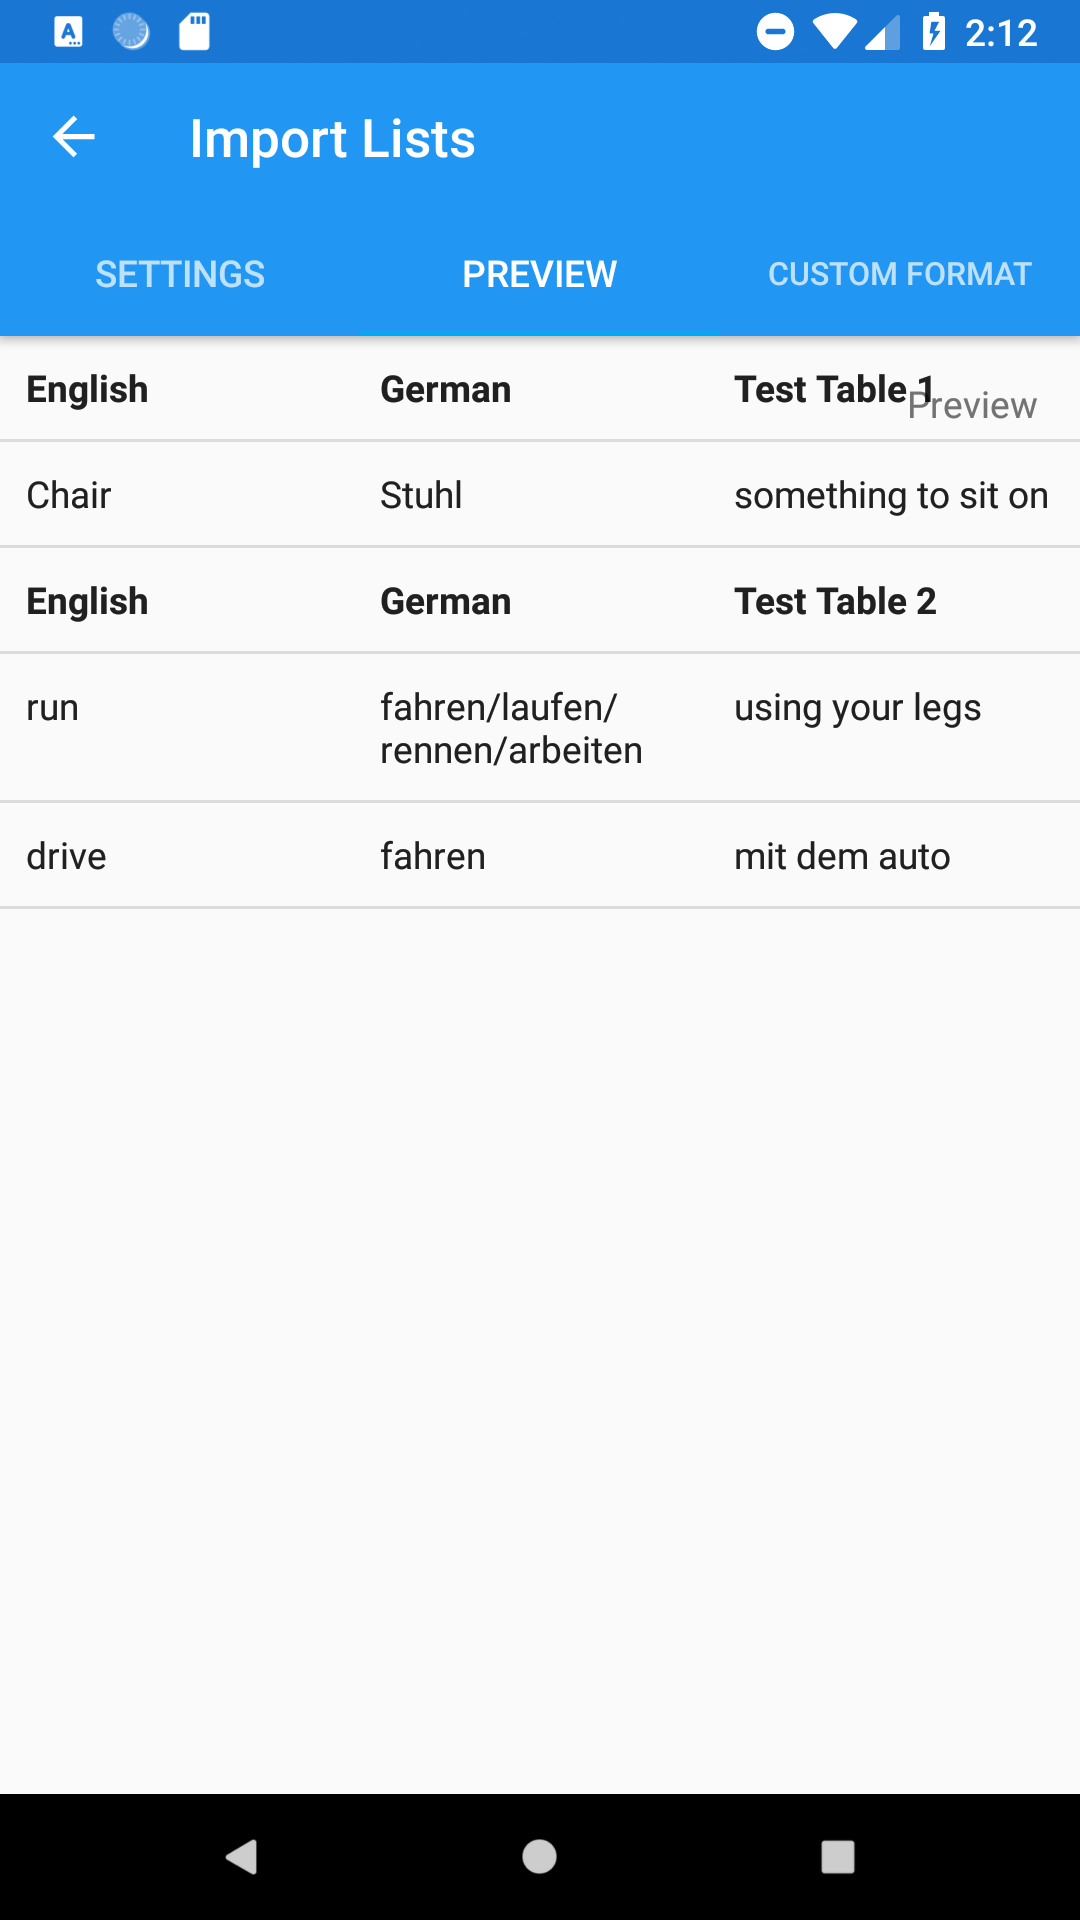 2:12
Import Lists
SETTINGS PREVIEW CUSTOM FORMAT
English German Test Table 1
Preview
Chair Stuhl something to sit on
English German Test Table 2
run fahren/laufen/ using your legs
rennen/arbeiten
drive fahren mit dem auto